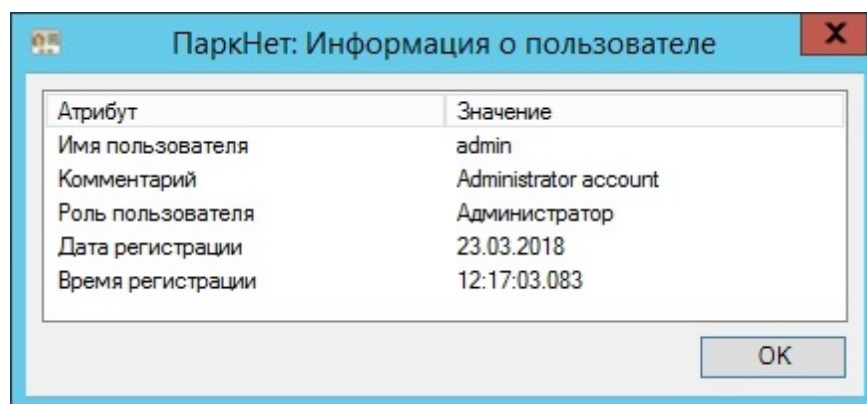 ПаркНет: Информация о пользователе
Атрибут Значение
Имя пользователя admin
Комментарий Administrator account
Роль пользователя Администратор
Дата регистрации 23.03.2018
Время регистрации 12:17:03.083
OK